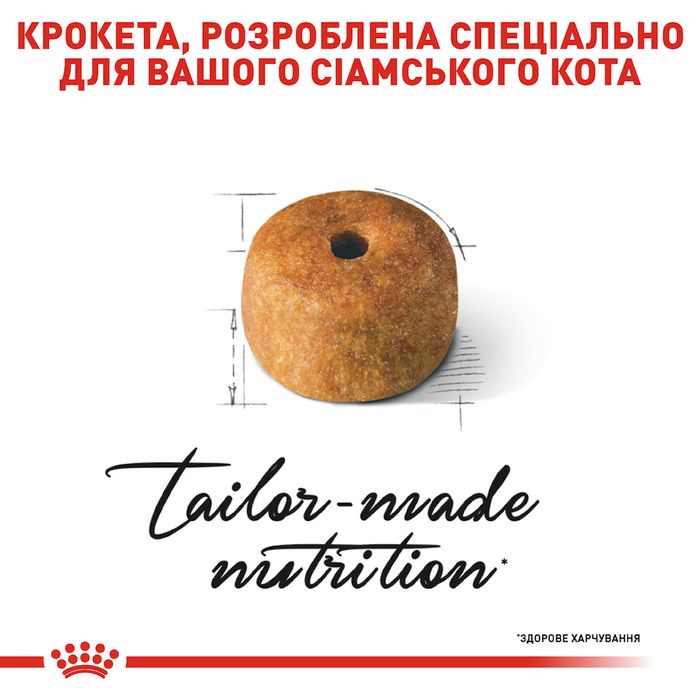 КРОКЕТА, РОЗРОБЛЕНА СПЕЦІАЛЬНО
ДЛЯ ВАШОГО СІАМСЬКОГО КОТА
Tailor-made
nutrition*
*ЗДОРОВЕ ХАРЧУВАННЯ